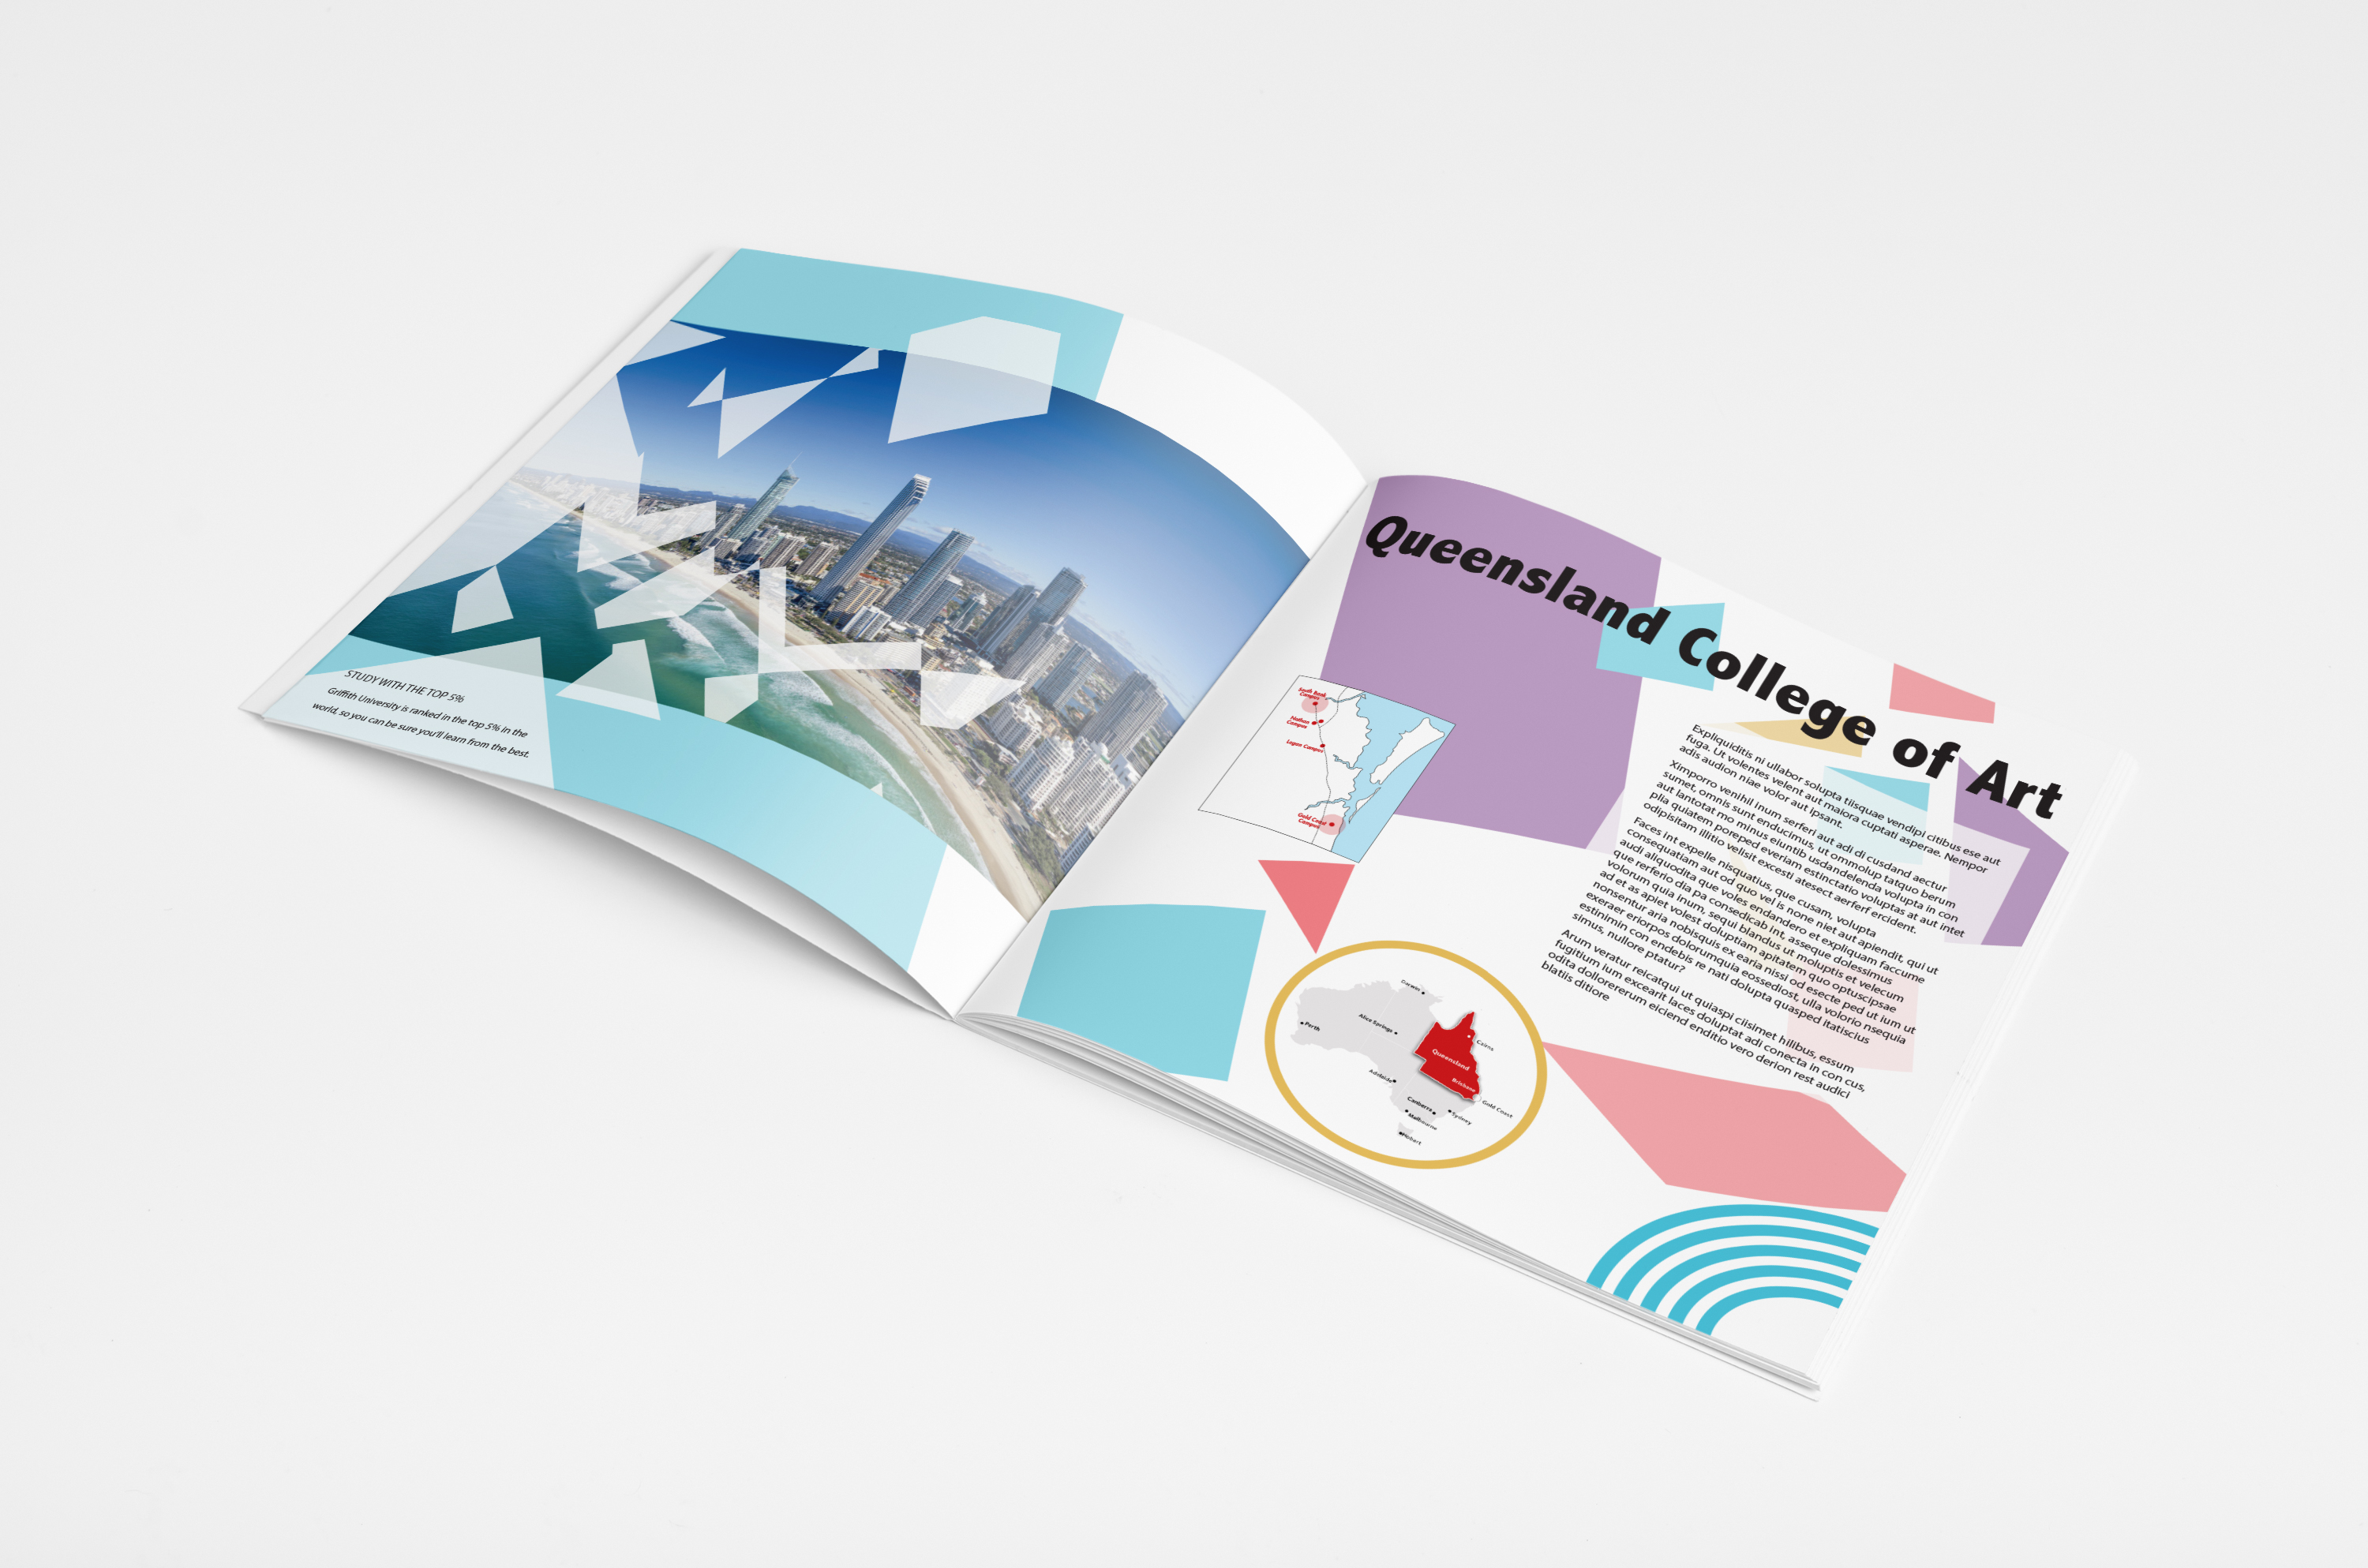 STUDY WITH THE TOP 5%
Griffith University is ranked in the top 5% in the
world, so you can be sure you'll learn from the best.
Queensland College of Art
South Bank
Campus
Nathan
Campus
Logan Campus
Gold Coast
Campus
Expliquiditis ni ullabor solupta tiisquae vendipi citibus ese aut
fuga. Ut volentes velent aut maiora cuptati asperae. Nempor
adis audion niae volor aut ipsant.
Ximporro venihil inum serferi aut adi di cusdand aectur
sumet, omnis sunt enducimus, ut ommolup tatquo berum
aut lantotat mo minus eluntib usdandelenda volupta in con
plia quiatem poreped everiam estinctatio voluptas at aut intet
odipisitam illitio velisit excesti atesect aerferf ercident.
Faces int expelle nisquatius, que cusam, volupta
consequatiam aut od quo vel is none niet aut apiendit, qui ut
audi aliquodita que voles endandero et expliquam faccume
que rerferio dia pa consedicab int, asseque dolessimus
volorum quia inum, sequi blandus ut moluptis et velecum
ad et as apiet volest doluptiam apitatem quo optuscipsae
nonsentur aria nobisquis ex earia nissi od esecte ped ut ium ut
exeraer eriorpos dolorumquia eossediost, ulla volorio nsequia
estinimin con endebis re nati dolupta quasped itatiscius
simus, nullore ptatur?
Arum veratur reicatqui ut quiaspi ciisimet hilibus, essum
fugitium ium excearit laces doluptat adi conecta in con cus,
odita dollorererum eiciend enditio vero derion rest audici
blatiis ditiore
Darwin
Alice Springs
Perth
Cairns
Queensland
Brisbane
Adelaide
Gold Coast
Canberra
Sydney
Melbourne
Hobart